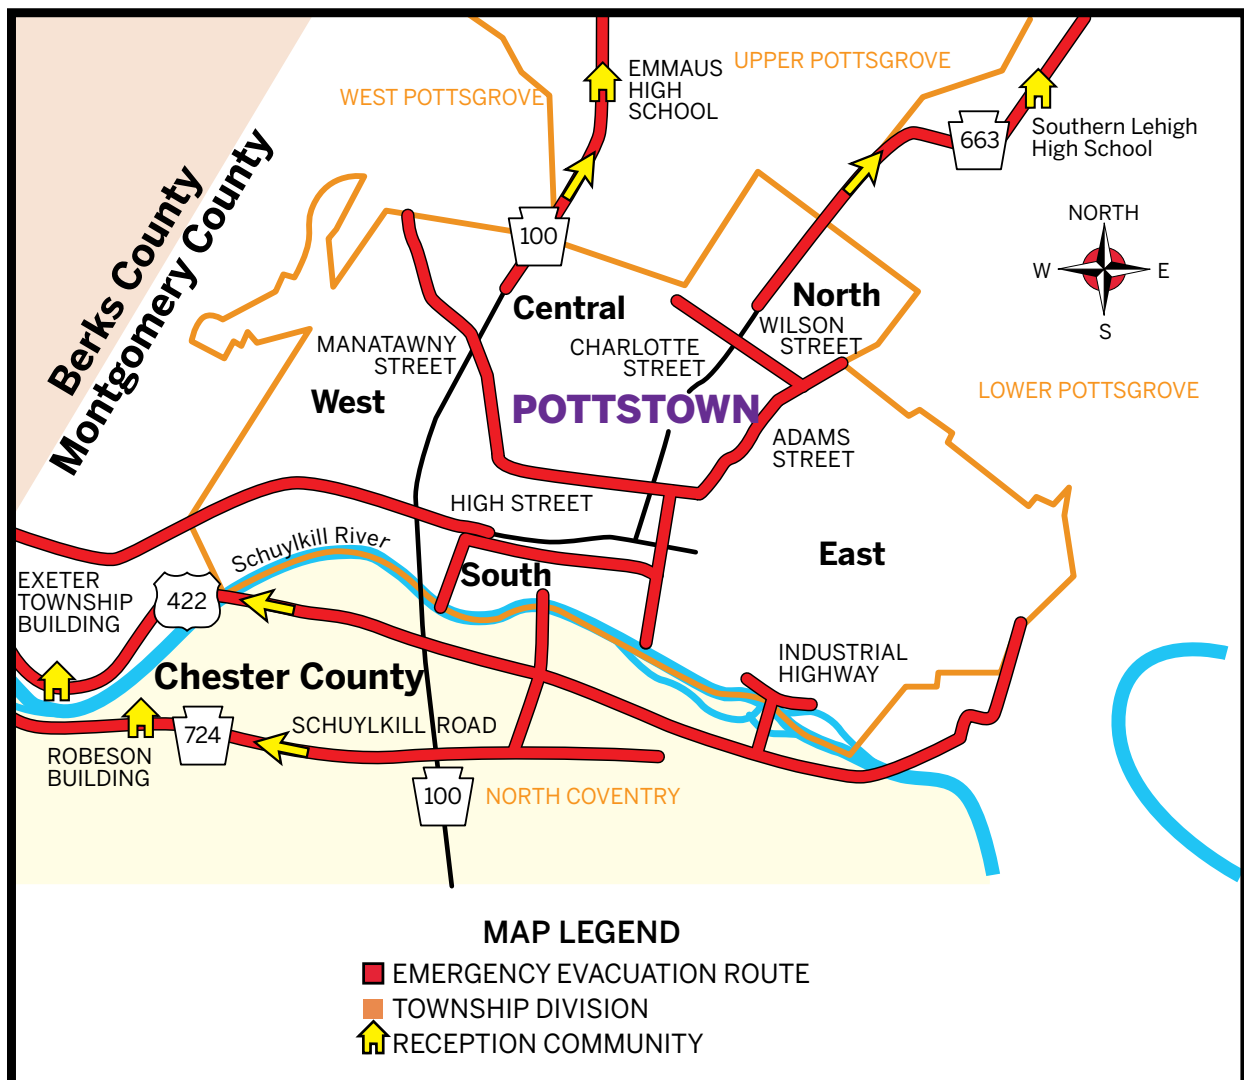 EMMAUS
HIGH
SCHOOL
UPPER POTTSGROVE
WEST POTTSGROVE
663
Southern Lehigh
High School
Berks County
Montgomery County
100
NORTH
W
E
S
Central
North
MANATAWNY
STREET
CHARLOTTE
STREET
WILSON
STREET
West
POTTSTOWN
LOWER POTTSGROVE
ADAMS
STREET
HIGH STREET
Schuylkill River
East
South
EXETER
TOWNSHIP
BUILDING
422
Chester County
INDUSTRIAL
HIGHWAY
724
SCHUYLKILL ROAD
ROBESON
BUILDING
100
NORTH COVENTRY
MAP LEGEND
EMERGENCY EVACUATION ROUTE
TOWNSHIP DIVISION
RECEPTION COMMUNITY